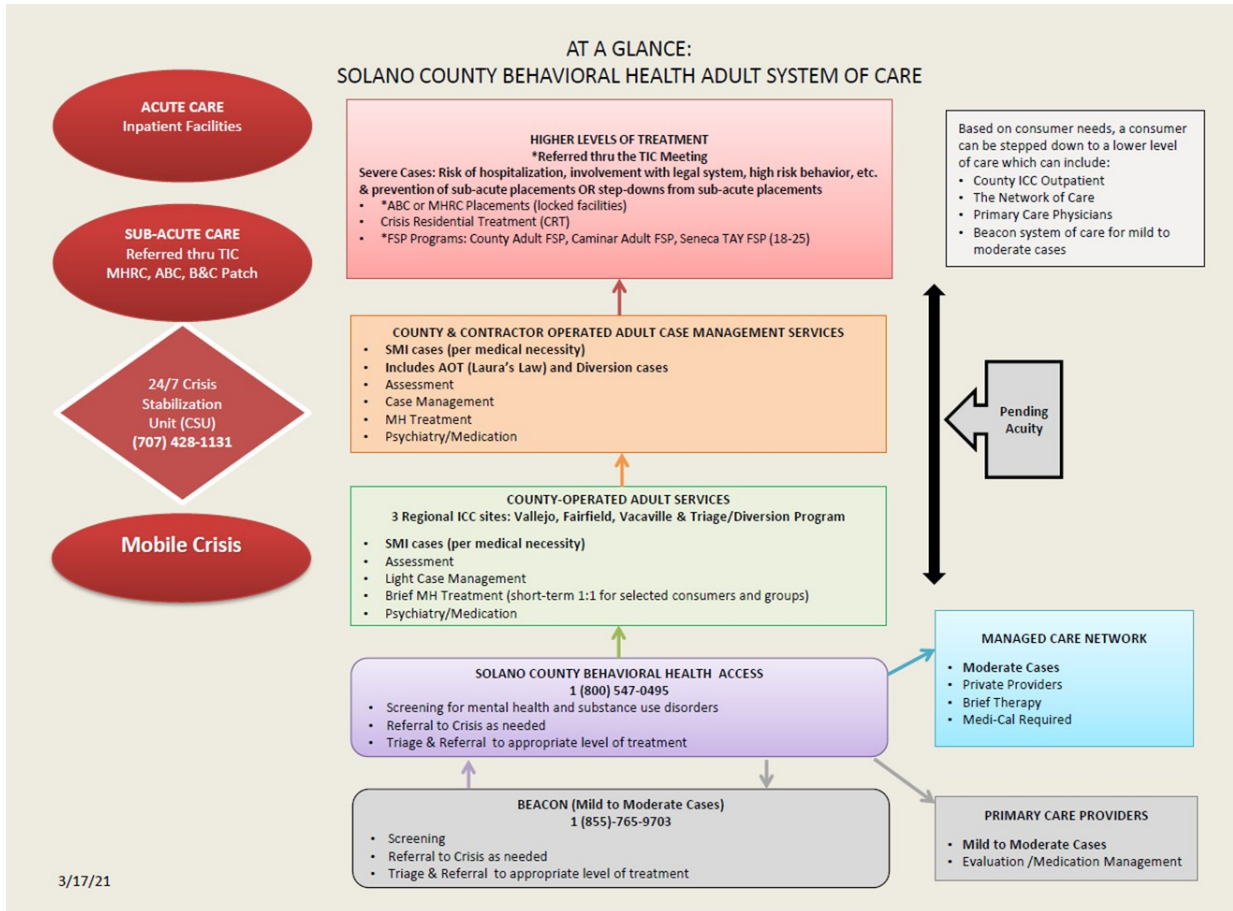 AT A GLANCE:
SOLANO COUNTY BEHAVIORAL HEALTH ADULT SYSTEM OF CARE
ACUTE CARE
Inpatient Facilities
SUB-ACUTE CARE
Referred thru TIC
MHRC, ABC, B&C Patch
24/7 Crisis
Stabilization
Unit (CSU)
(707) 428-1131
Mobile Crisis
HIGHER LEVELS OF TREATMENT
*Referred thru the TIC Meeting
Severe Cases: Risk of hospitalization, involvement with legal system, high risk behavior, etc.
& prevention of sub-acute placements OR step-downs from sub-acute placements
• *ABC or MHRC Placements (locked facilities)
• Crisis Residential Treatment (CRT)
• *FSP Programs: County Adult FSP, Caminar Adult FSP, Seneca TAY FSP (18-25)
COUNTY & CONTRACTOR OPERATED ADULT CASE MANAGEMENT SERVICES
• SMI cases (per medical necessity)
• Includes AOT (Laura's Law) and Diversion cases
• Assessment
• Case Management
• MH Treatment
• Psychiatry/Medication
COUNTY-OPERATED ADULT SERVICES
3 Regional ICC sites: Vallejo, Fairfield, Vacaville & Triage/Diversion Program
• SMI cases (per medical necessity)
• Assessment
• Light Case Management
• Brief MH Treatment (short-term 1:1 for selected consumers and groups)
• Psychiatry/Medication
SOLANO COUNTY BEHAVIORAL HEALTH ACCESS
1 (800) 547-0495
• Screening for mental health and substance use disorders
• Referral to Crisis as needed
• Triage & Referral to appropriate level of treatment
BEACON (Mild to Moderate Cases)
1 (855)-765-9703
• Screening
• Referral to Crisis as needed
• Triage & Referral to appropriate level of treatment
Based on consumer needs, a consumer
can be stepped down to a lower level
of care which can include:
• County ICC Outpatient
• The Network of Care
• Primary Care Physicians
• Beacon system of care for mild to
moderate cases
Pending
Acuity
MANAGED CARE NETWORK
• Moderate Cases
• Private Providers
• Brief Therapy
• Medi-Cal Required
PRIMARY CARE PROVIDERS
• Mild to Moderate Cases
• Evaluation /Medication Management
3/17/21